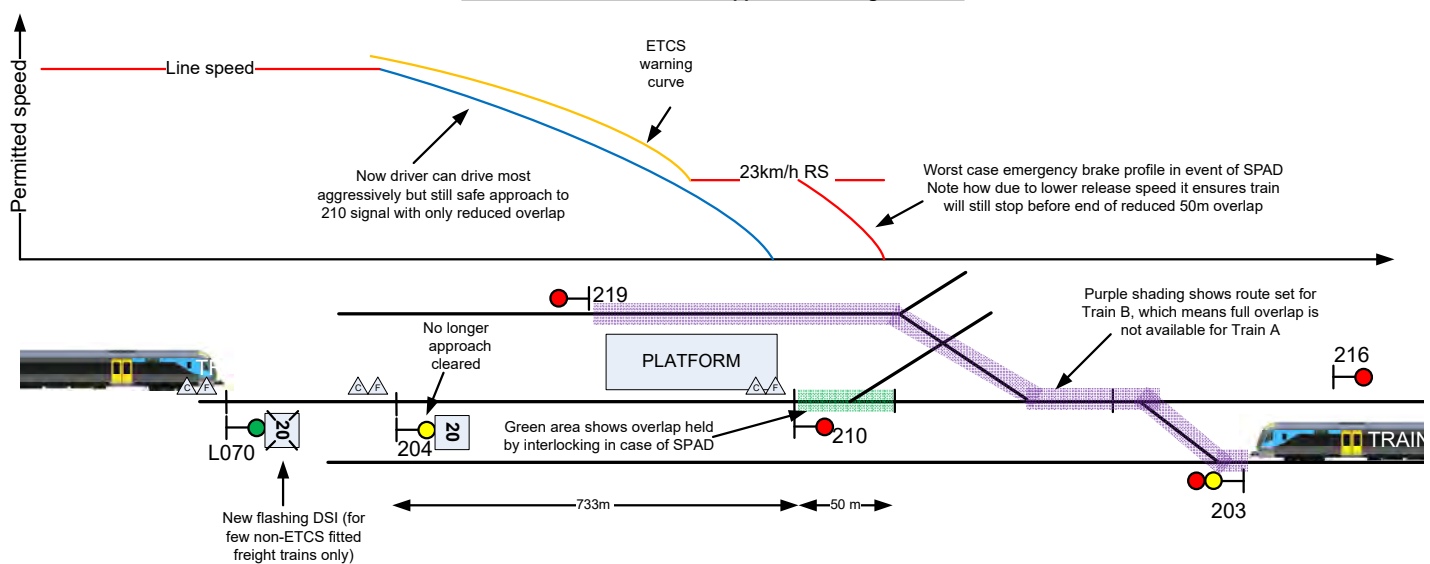 Permitted speed
Line speed
ETCS
warning
curve
Now driver can drive most
aggressively but still safe approach to
210 signal with only reduced overlap
23km/h RS
Worst case emergency brake profile in event of SPAD
Note how due to lower release speed it ensures train
will still stop before end of reduced 50m overlap
219
No longer
approach
cleared
PLATFORM
Purple shading shows route set for
Train B, which means full overlap is
not available for Train A
216
C F
C F
C F
L070
20
204
20
Green area shows overlap held
by interlocking in case of SPAD
210
TRAIN
203
733m
50 m
New flashing DSI (for
few non-ETCS fitted
freight trains only)